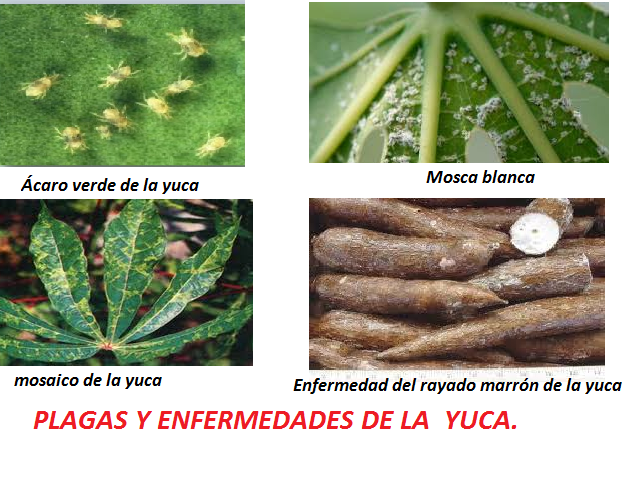 Ácaro verde de la yuca
Mosca blanca
mosaico de la yuca
Enfermedad del rayado marrón de la yuca
PLAGAS Y ENFERMEDADES DE LA YUCA.